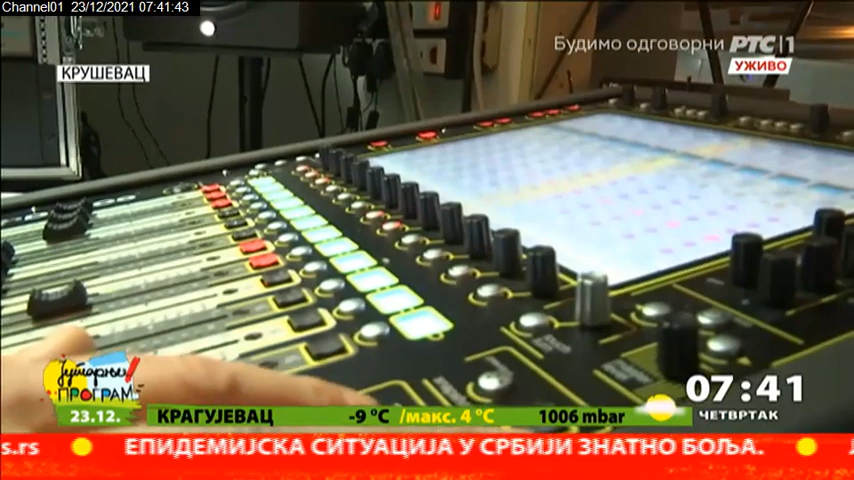 Channel01 23/12/2021 07:41:43
Будимо одговорни РТС|1
УЖИВО
КРУШЕВАЦ
Јутарњи
ПРОГРАМ
23.12.
КРАГУЈЕВАЦ -9 °C /макс. 4 °C 1006 mbar
07:41
ЧЕТВРТАК
s.rs ЕПИДЕМИЈСКА СИТУАЦИЈА У СРБИЈИ ЗНАТНО БОЉА.